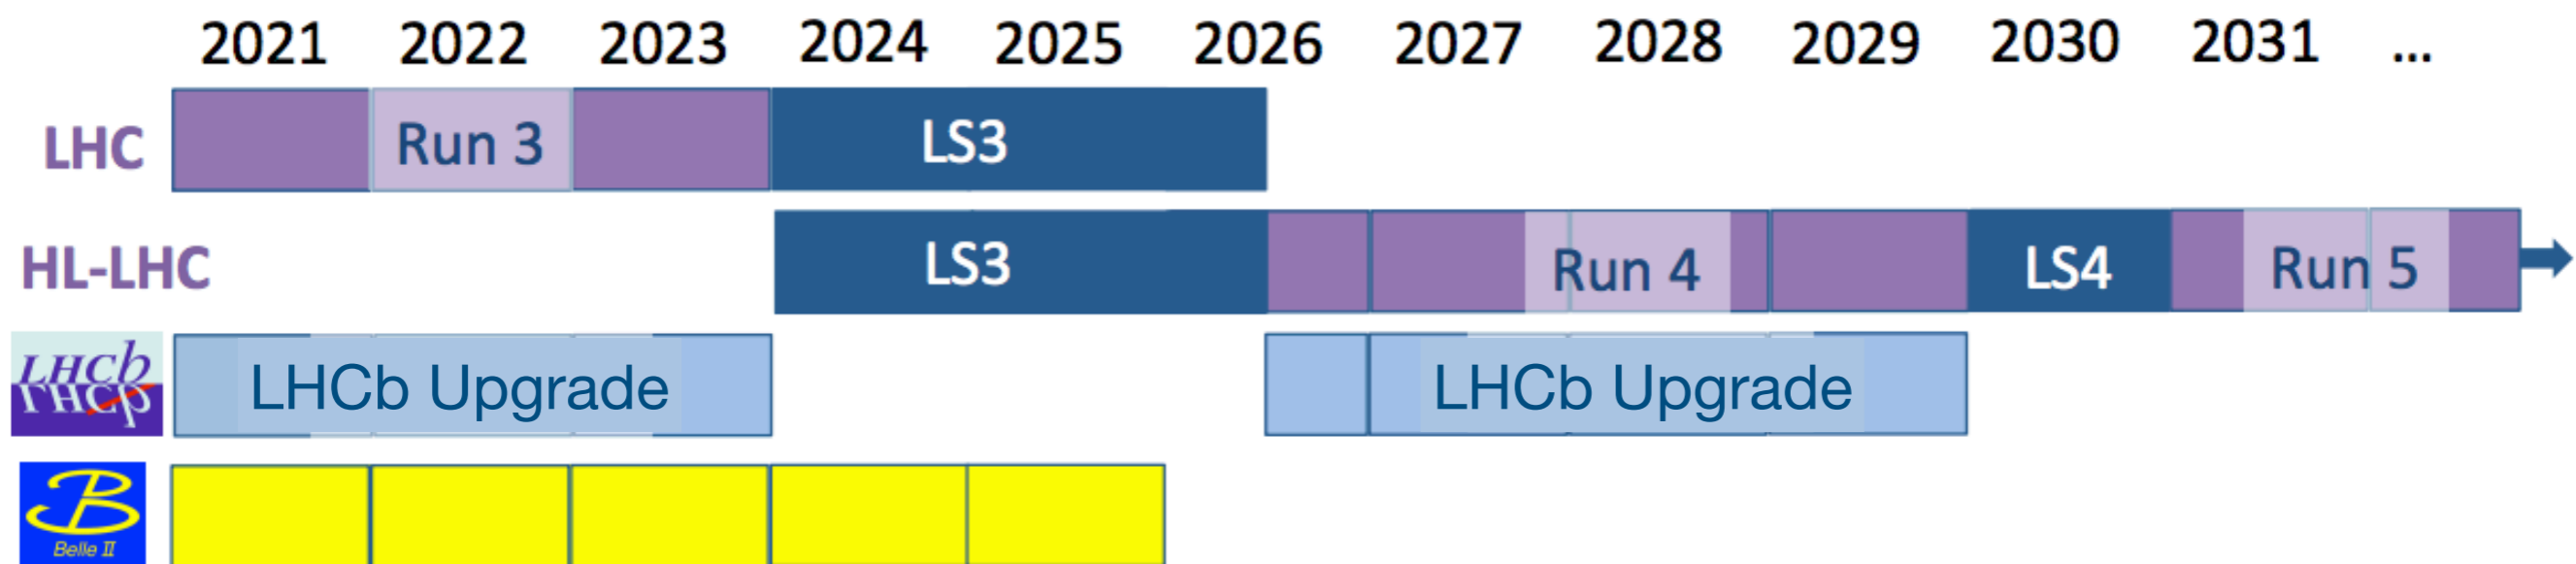 2021 2022 2023 2024 2025 2026 2027 2028 2029 2030 2031 ...
LHC Run 3 LS3
HL-LHC LS3 Run 4 LS4 Run 5
LHCb LHCb Upgrade LHCb Upgrade
LHCb
B
Belle II